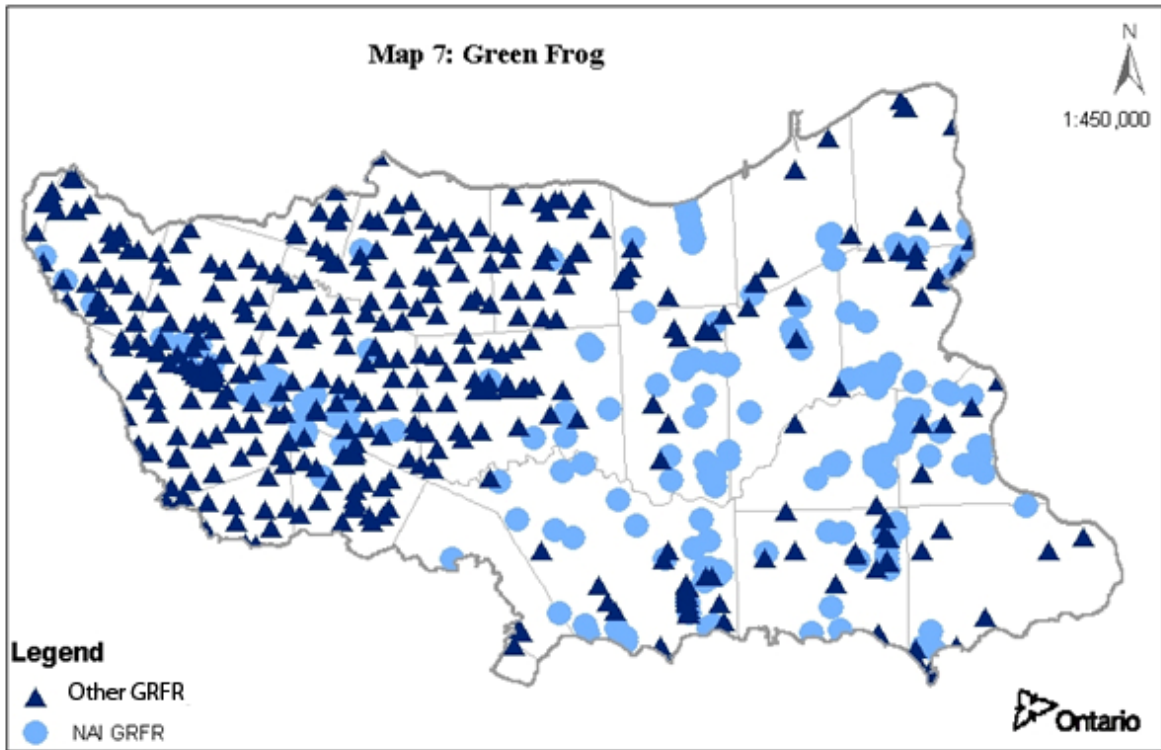 Map 7: Green Frog
N
1:450,000
Legend
Other GRFR
NAI GRFR
Ontario